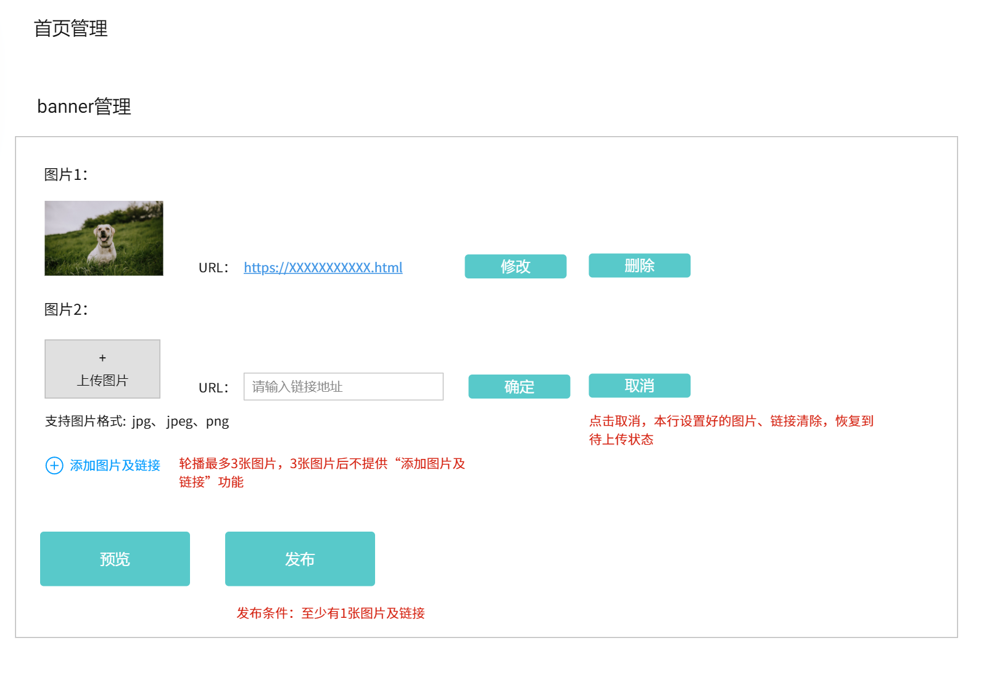 首页管理
banner管理
图片1：
URL： https://XXXXXXXXXXX.html 修改 删除
图片2：
+
上传图片
URL： 请输入链接地址 确定 取消
支持图片格式: jpg、 jpeg、png
点击取消，本行设置好的图片、链接清除，恢复到
待上传状态
添加图片及链接
轮播最多3张图片，3张图片后不提供“添加图片及
链接”功能
预览 发布
发布条件：至少有1张图片及链接